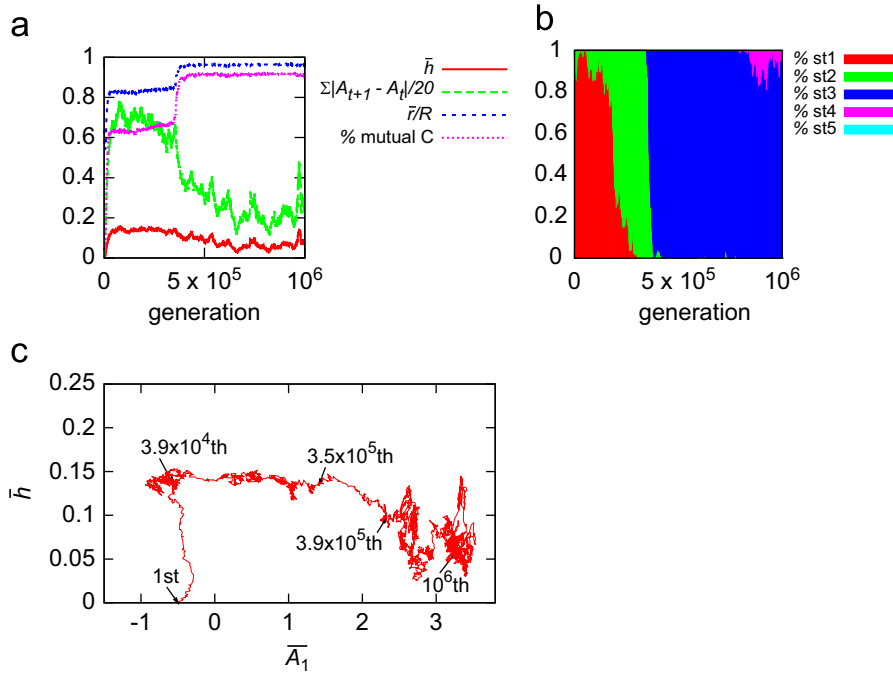 a
1
0.8
0.6
0.4
0.2
0
0
5 x 10^5
10^6
generation
h̄
Σ|A_{t+1} - A_t|/20
r̄/R
% mutual C
b
1
0.8
0.6
0.4
0.2
0
0
5 x 10^5
10^6
generation
% st1
% st2
% st3
% st4
% st5
c
0.25
0.2
0.15
0.1
0.05
0
h̄
3.9x10^4th
3.5x10^5th
3.9x10^5th
10^6th
1st
-1
0
1
2
3
A̅_1